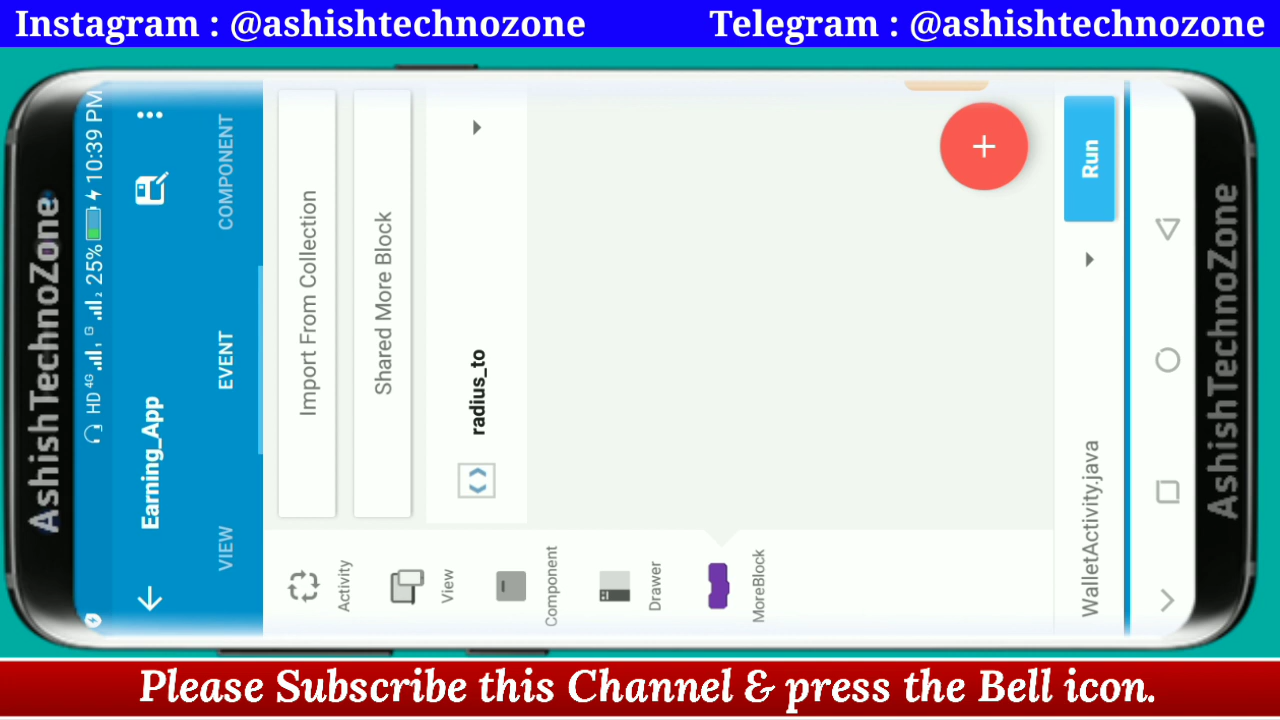 Instagram : @ashishtechnozone
Telegram : @ashishtechnozone
AshishTechnoZone
HD 4G 1 G 2 25% 10:39 PM
Earning_App
VIEW EVENT COMPONENT
Import From Collection
Shared More Block
radius_to
Activity
View
Component
Drawer
MoreBlock
+
WalletActivity.java
Run
AshishTechnoZone
Please Subscribe this Channel & press the Bell icon.